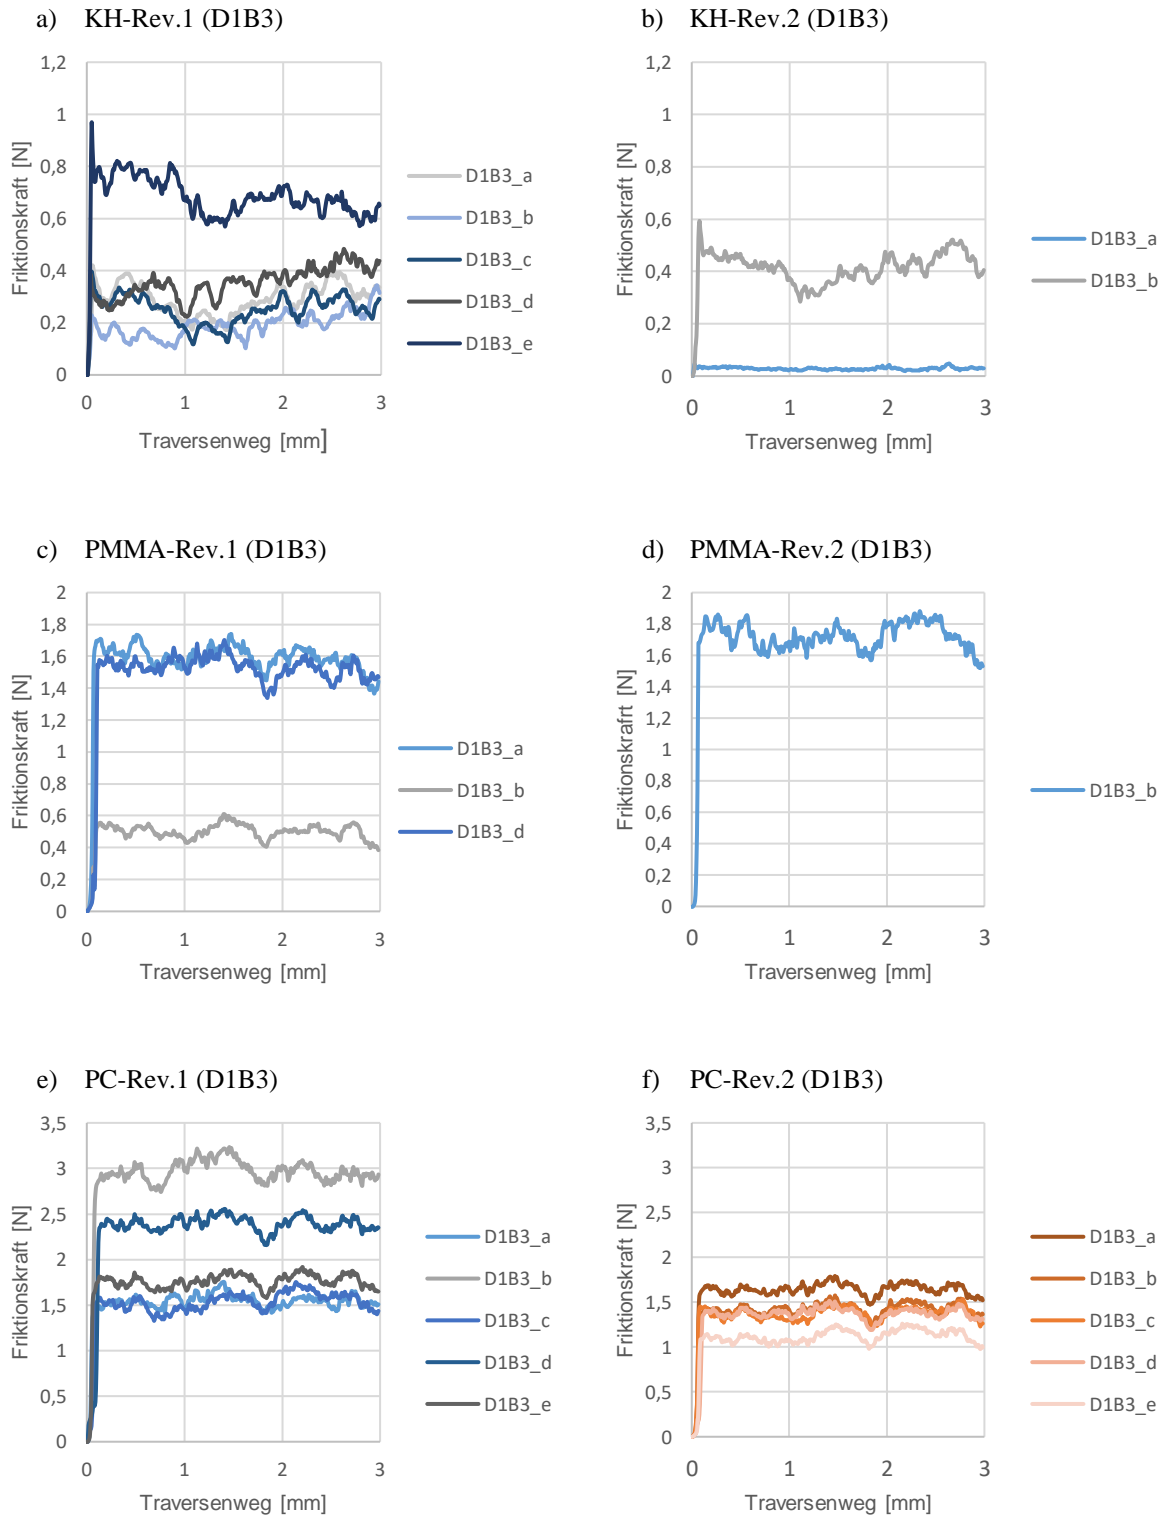 a) KH-Rev.1 (D1B3)
1,2
1
0,8
0,6
0,4
0,2
0
Friktionskraft [N]
0 1 2 3
Traversenweg [mm]
D1B3_a
D1B3_b
D1B3_c
D1B3_d
D1B3_e
b) KH-Rev.2 (D1B3)
1,2
1
0,8
0,6
0,4
0,2
0
Friktionskraft [N]
0 1 2 3
Traversenweg [mm]
D1B3_a
D1B3_b
c) PMMA-Rev.1 (D1B3)
2
1,8
1,6
1,4
1,2
1
0,8
0,6
0,4
0,2
0
Friktionskraft [N]
0 1 2 3
Traversenweg [mm]
D1B3_a
D1B3_b
D1B3_d
d) PMMA-Rev.2 (D1B3)
2
1,8
1,6
1,4
1,2
1
0,8
0,6
0,4
0,2
0
Friktionskrafrt [N]
0 1 2 3
Traversenweg [mm]
D1B3_b
e) PC-Rev.1 (D1B3)
3,5
3
2,5
2
1,5
1
0,5
0
Friktionskraft [N]
0 1 2 3
Traversenweg [mm]
D1B3_a
D1B3_b
D1B3_c
D1B3_d
D1B3_e
f) PC-Rev.2 (D1B3)
3,5
3
2,5
2
1,5
1
0,5
0
Friktionskraft [N]
0 1 2 3
Traversenweg [mm]
D1B3_a
D1B3_b
D1B3_c
D1B3_d
D1B3_e